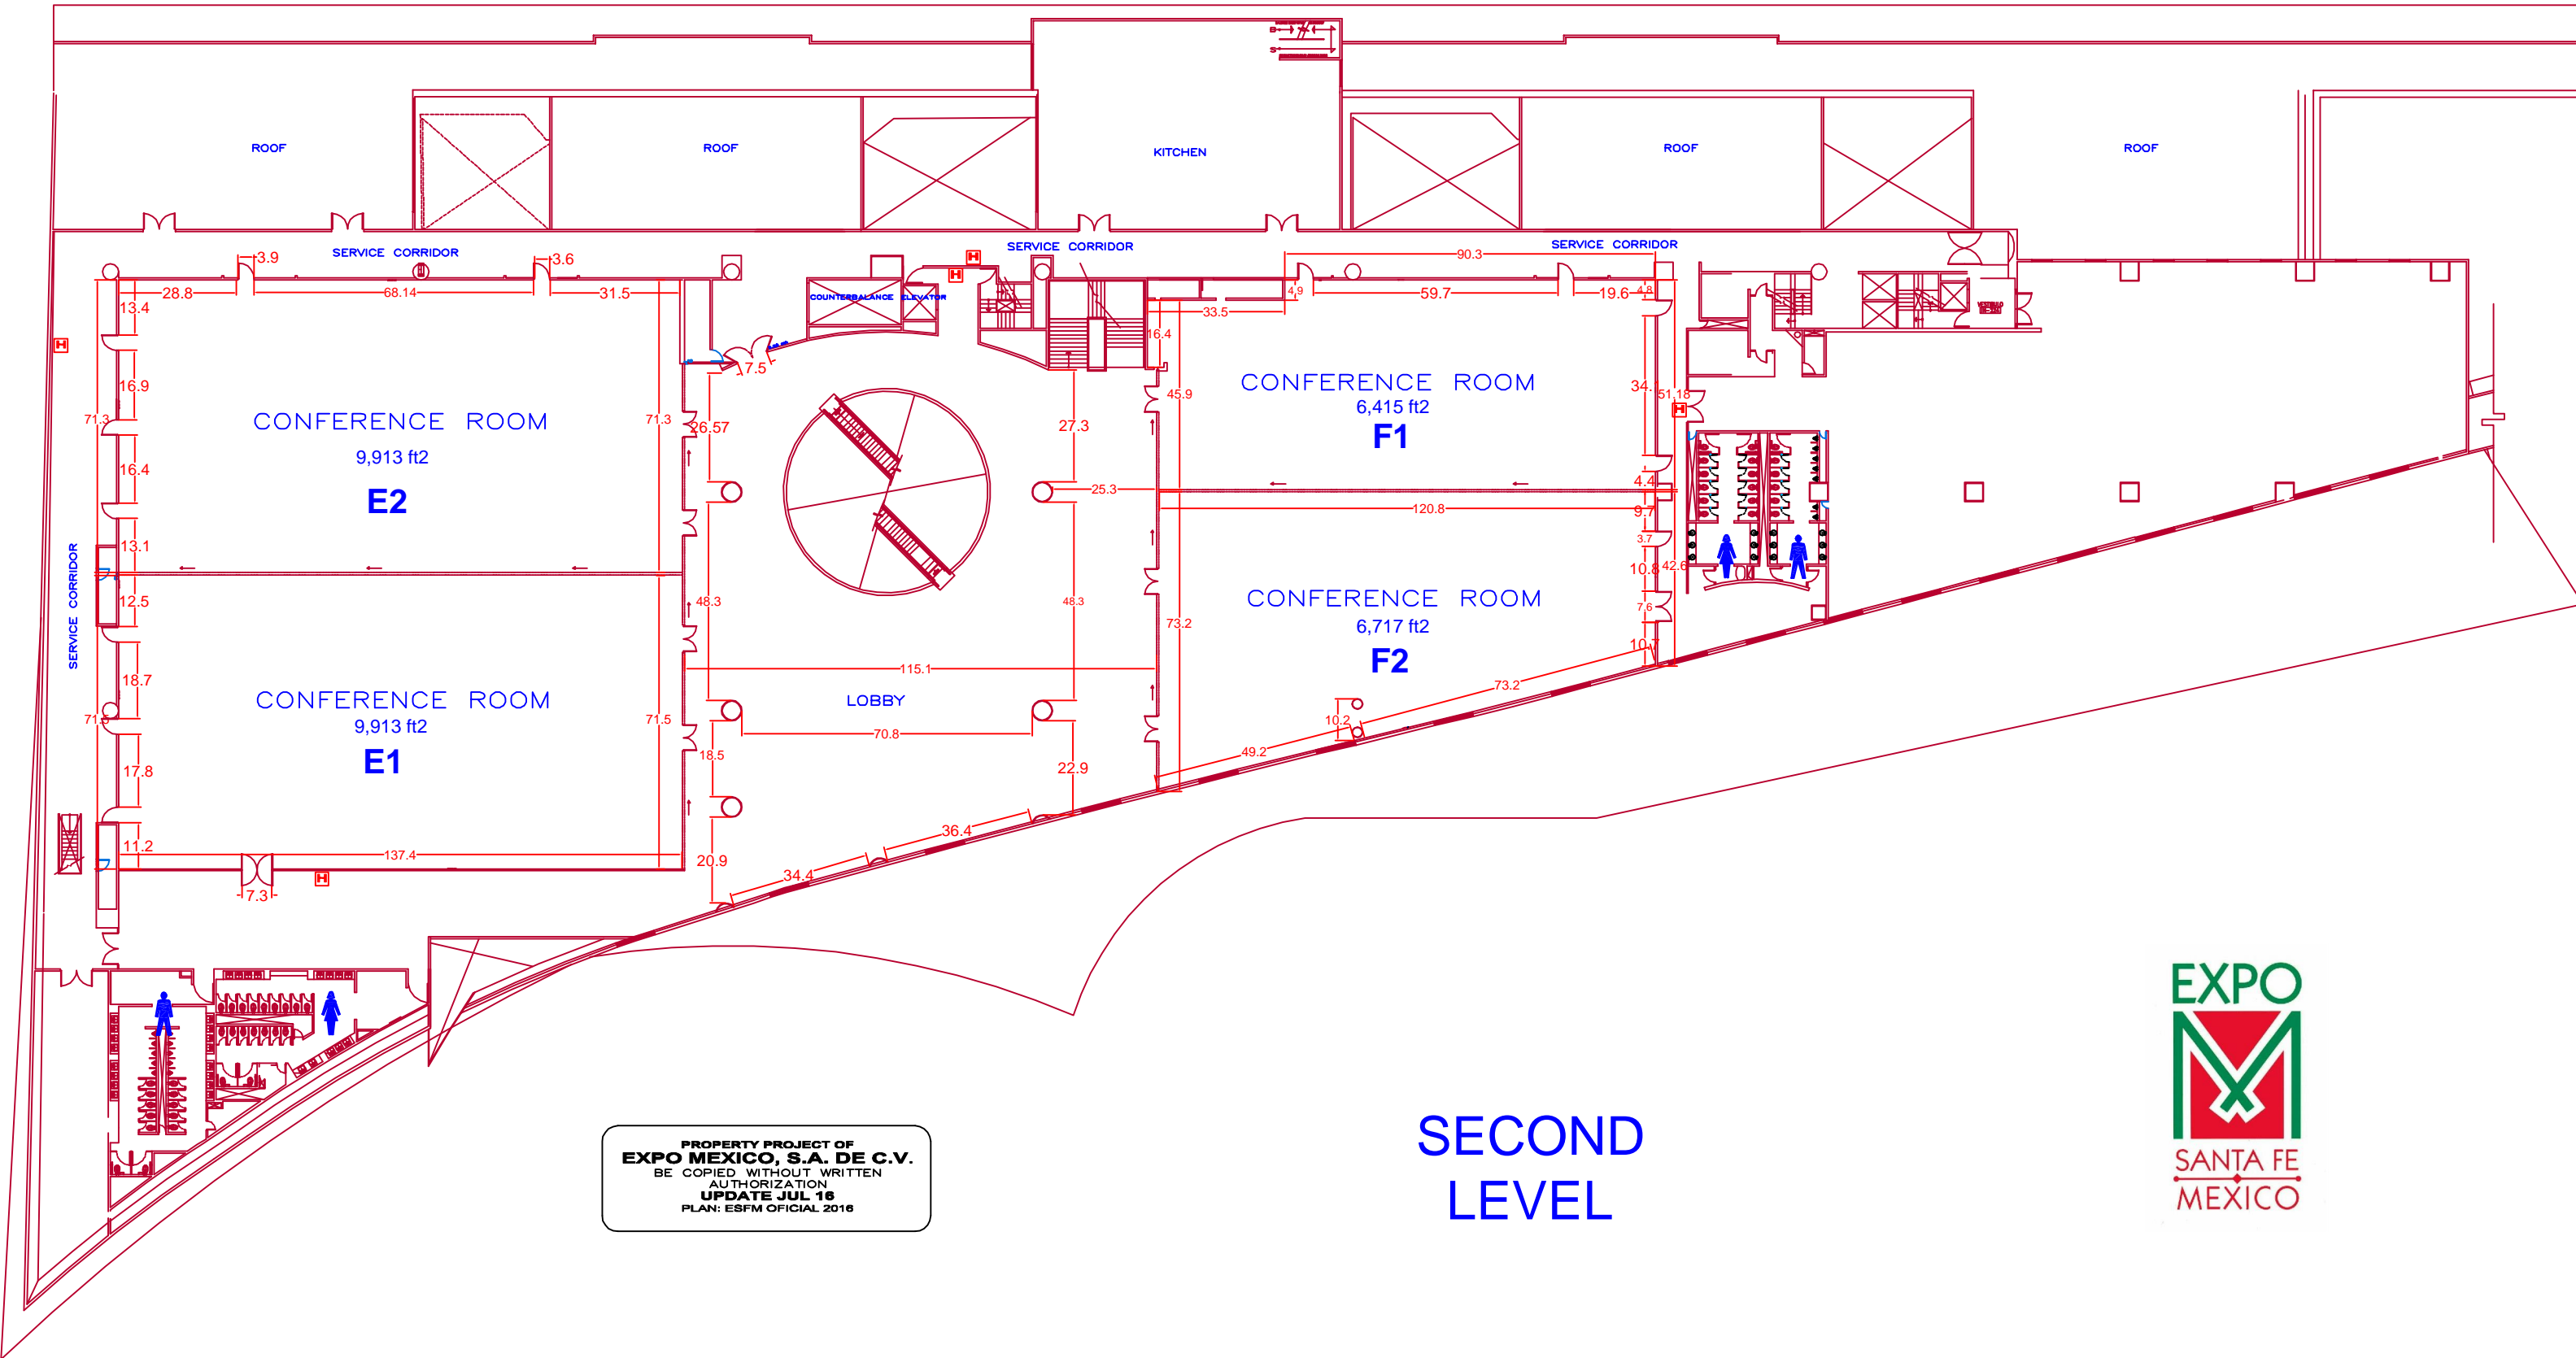 ROOF
ROOF
KITCHEN
ROOF
ROOF
SERVICE CORRIDOR
SERVICE CORRIDOR
SERVICE CORRIDOR
3.9
3.6
90.3
28.8
68.14
31.5
COUNTERBALANCE ELEVATOR
4.9
59.7
19.6
4.8
33.5
13.4
16.4
H
H
H
7.5
16.9
71.3
71.3
26.57
27.3
45.9
34.1
51.18
H
CONFERENCE ROOM
9,913 ft2
E2
CONFERENCE ROOM
6,415 ft2
F1
16.4
25.3
4.4
120.8
9.7
13.1
3.7
10.8
42.6
12.5
48.3
48.3
7.6
SERVICE CORRIDOR
CONFERENCE ROOM
6,717 ft2
F2
73.2
10.7
115.1
18.7
73.2
CONFERENCE ROOM
9,913 ft2
E1
LOBBY
71.5
71.5
10.2
70.8
49.2
18.5
17.8
22.9
36.4
11.2
137.4
20.9
34.4
H
7.3
EXPO
M
SANTA FE
MEXICO
SECOND
LEVEL
PROPERTY PROJECT OF
EXPO MEXICO, S.A. DE C.V.
BE COPIED WITHOUT WRITTEN
AUTHORIZATION
UPDATE JUL 16
PLAN: ESFM OFICIAL 2016